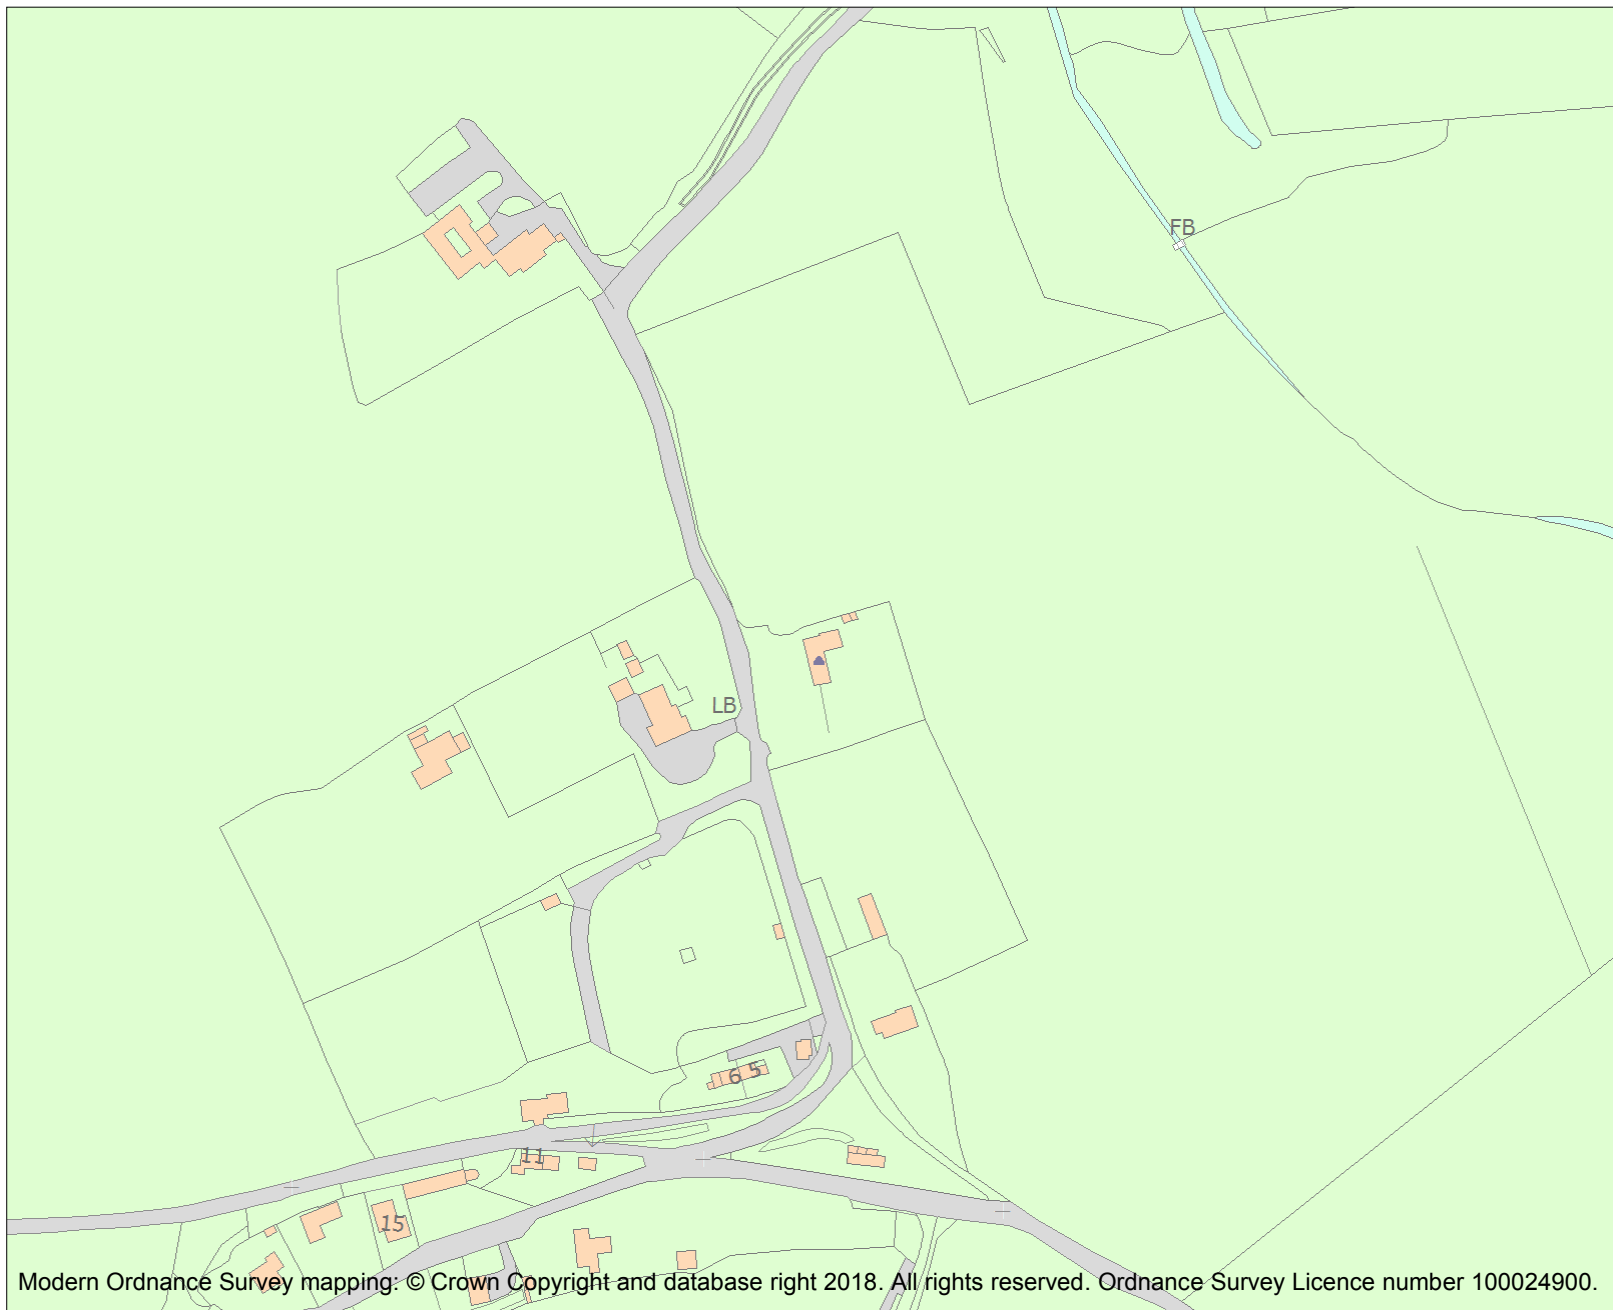 FB
LB
6 5
11
15
Modern Ordnance Survey mapping: © Crown Copyright and database right 2018. All rights reserved. Ordnance Survey Licence number 100024900.